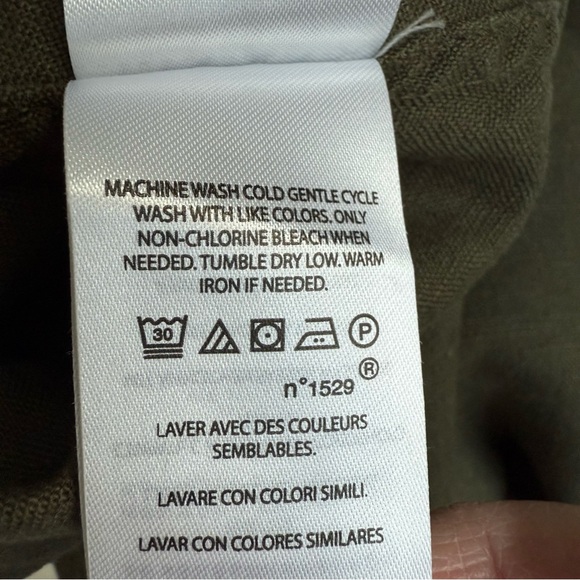 MACHINE WASH COLD GENTLE CYCLE
WASH WITH LIKE COLORS. ONLY
NON-CHLORINE BLEACH WHEN
NEEDED. TUMBLE DRY LOW. WARM
IRON IF NEEDED.
30 P
n°1529 ®
LAVER AVEC DES COULEURS
SEMBLABLES.
LAVARE CON COLORI SIMILI.
LAVAR CON COLORES SIMILARES